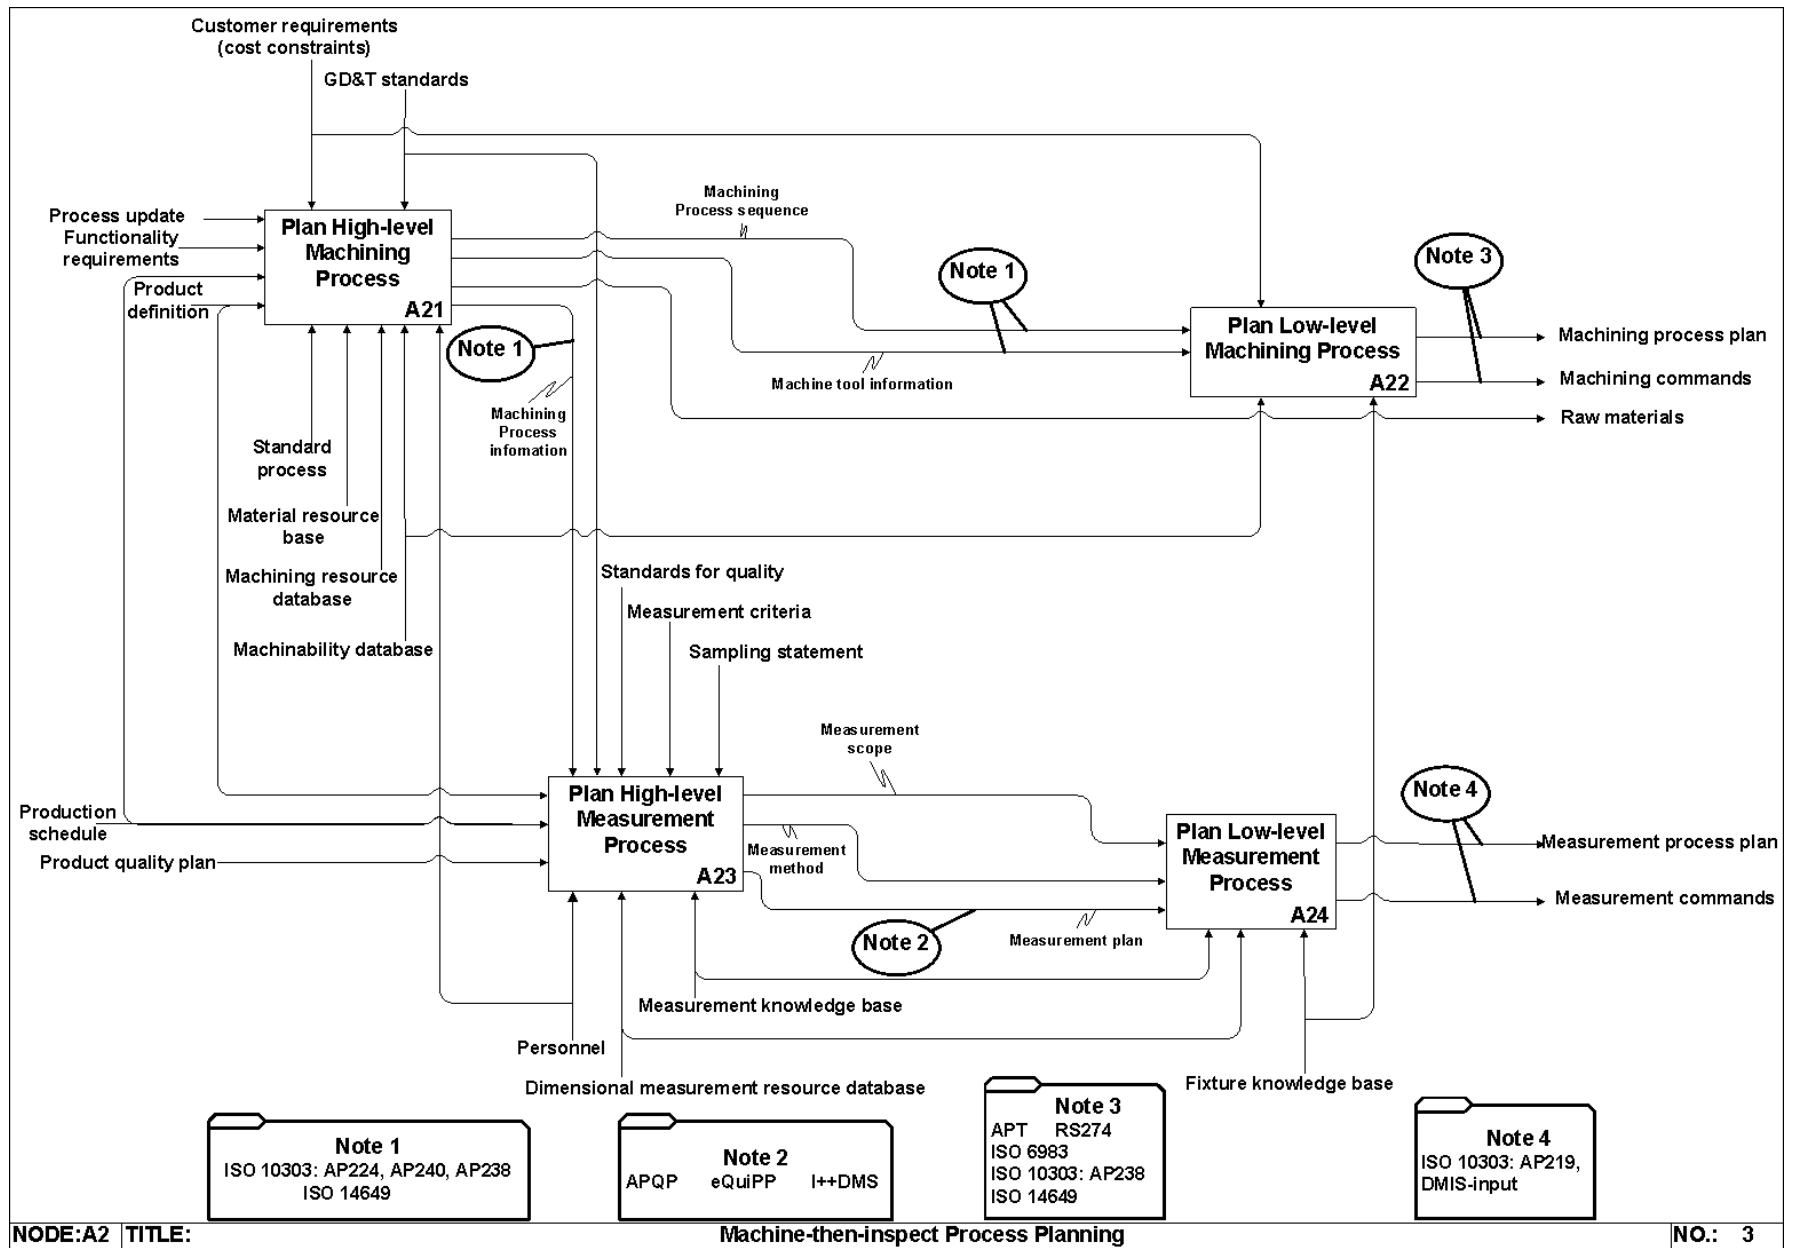 Customer requirements
(cost constraints)
GD&T standards
Machining
Process sequence
Process update
Functionality
requirements
Product
definition
Plan High-level
Machining
Process
A21
Note 1
Note 1
Note 3
Plan Low-level
Machining Process
A22
Machining process plan
Machining commands
Raw materials
Machine tool information
Machining
Process
infomation
Standard
process
Material resource
base
Machining resource
database
Machinability database
Standards for quality
Measurement criteria
Sampling statement
Measurement
scope
Production
schedule
Product quality plan
Plan High-level
Measurement
Process
A23
Measurement
method
Note 2
Measurement plan
Plan Low-level
Measurement
Process
A24
Note 4
Measurement process plan
Measurement commands
Measurement knowledge base
Personnel
Dimensional measurement resource database
Fixture knowledge base
Note 1
ISO 10303: AP224, AP240, AP238
ISO 14649
Note 2
APQP eQuiPP I++DMS
Note 3
APT RS274
ISO 6983
ISO 10303: AP238
ISO 14649
Note 4
ISO 10303: AP219,
DMIS-input
NODE:A2 TITLE: Machine-then-inspect Process Planning NO.: 3